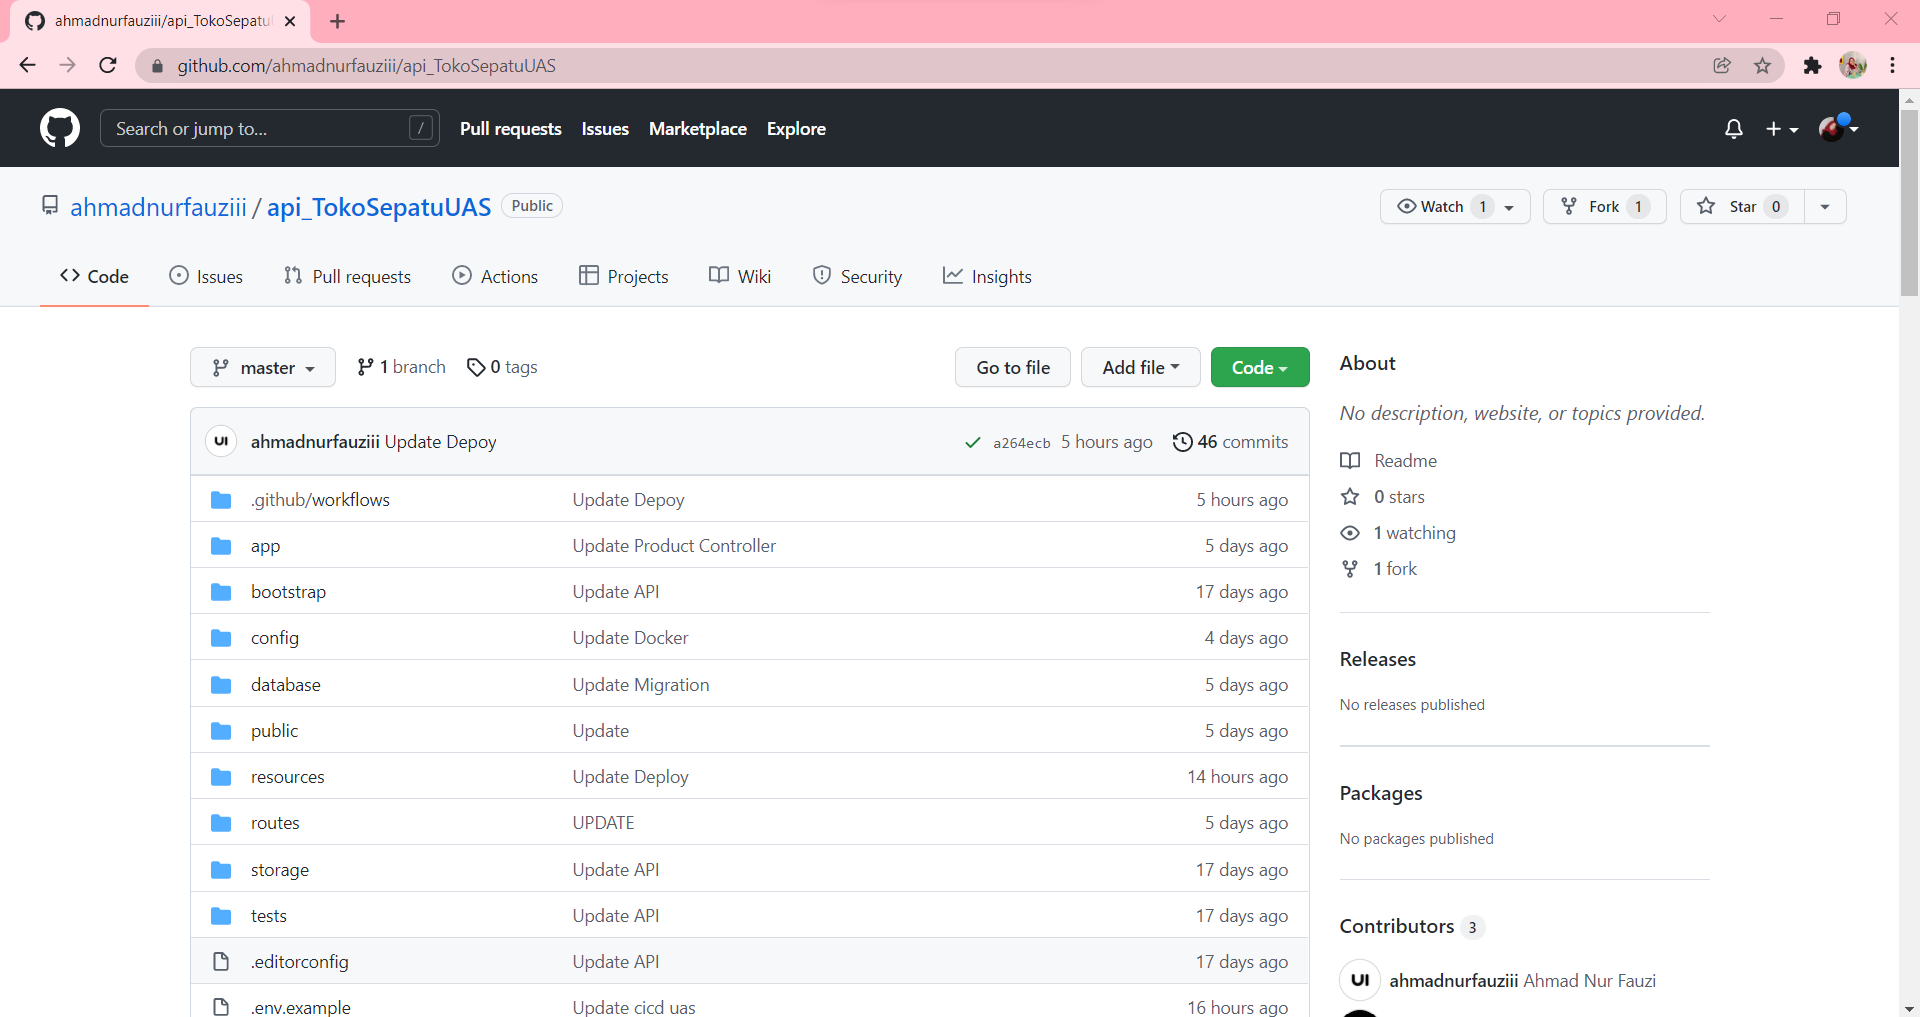 ahmadnurfauziii/api_TokoSepatu
github.com/ahmadnurfauziii/api_TokoSepatuUAS
Search or jump to... /
Pull requests Issues Marketplace Explore
ahmadnurfauziii / api_TokoSepatuUAS Public
Watch 1 Fork 1 Star 0
Code Issues Pull requests Actions Projects Wiki Security Insights
master 1 branch 0 tags Go to file Add file Code
UI ahmadnurfauziii Update Depoy a264ecb 5 hours ago 46 commits
.github/workflows Update Depoy 5 hours ago
app Update Product Controller 5 days ago
bootstrap Update API 17 days ago
config Update Docker 4 days ago
database Update Migration 5 days ago
public Update 5 days ago
resources Update Deploy 14 hours ago
routes UPDATE 5 days ago
storage Update API 17 days ago
tests Update API 17 days ago
.editorconfig Update API 17 days ago
.env.example Update cicd uas 16 hours ago
About
No description, website, or topics provided.
Readme
0 stars
1 watching
1 fork
Releases
No releases published
Packages
No packages published
Contributors 3
UI ahmadnurfauziii Ahmad Nur Fauzi